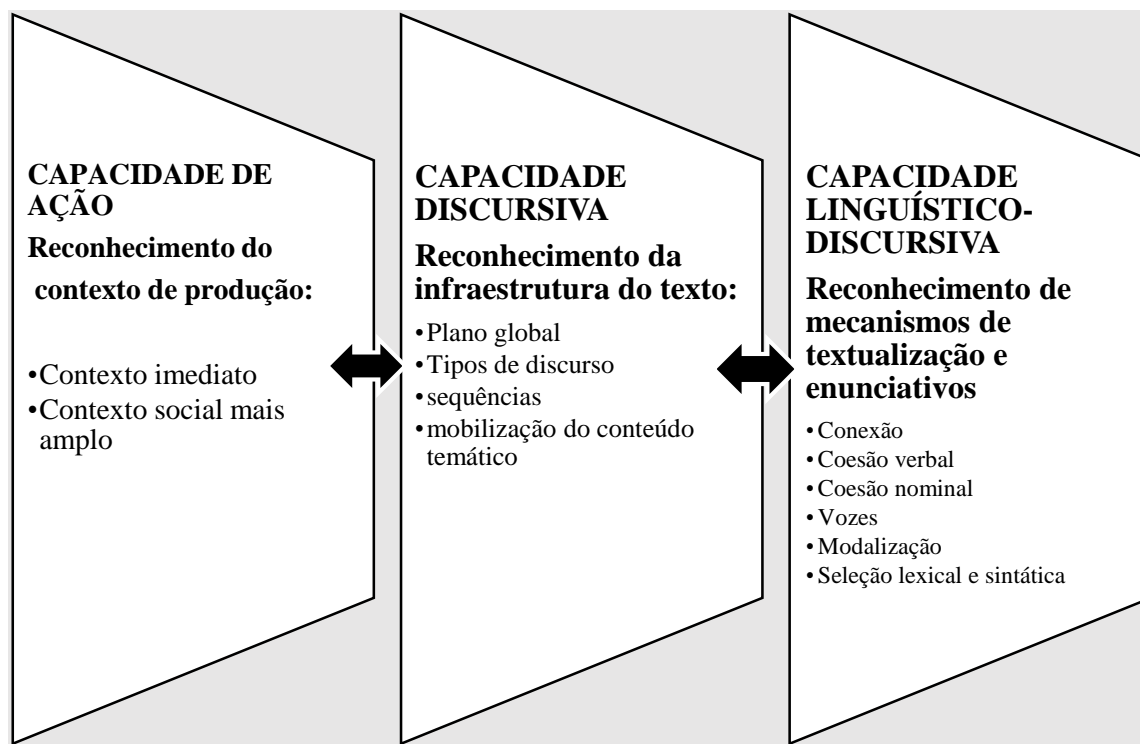 CAPACIDADE DE
AÇÃO
Reconhecimento do
contexto de produção:
•Contexto imediato
•Contexto social mais
amplo
CAPACIDADE
DISCURSIVA
Reconhecimento da
infraestrutura do texto:
•Plano global
•Tipos de discurso
•sequências
•mobilização do conteúdo
temático
CAPACIDADE
LINGUÍSTICO-
DISCURSIVA
Reconhecimento de
mecanismos de
textualização e
enunciativos
•Conexão
•Coesão verbal
•Coesão nominal
•Vozes
•Modalização
•Seleção lexical e sintática